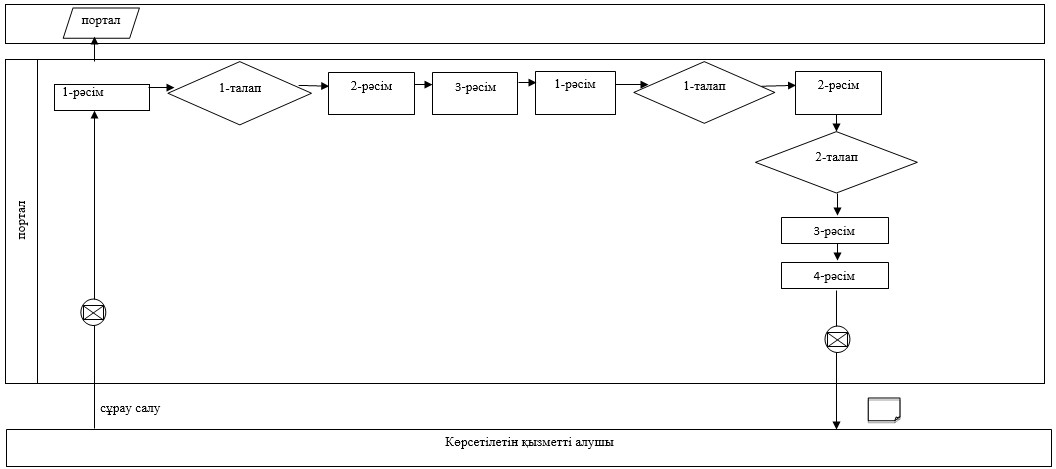 портал
1-рәсім
1-талап
2-рәсім
3-рәсім
1-рәсім
1-талап
2-рәсім
2-талап
3-рәсім
4-рәсім
портал
сұрау салу
Көрсетілетін қызметті алушы